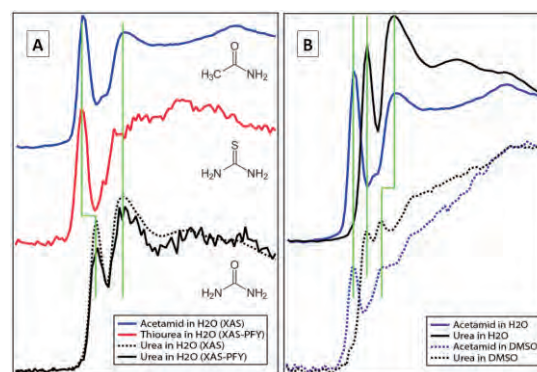 A
O
H₃C NH₂
S
H₂N NH₂
O
H₂N NH₂
Acetamid in H2O (XAS)
Thiourea in H2O (XAS-PFY)
Urea in H2O (XAS)
Urea in H2O (XAS-PFY)
B
Acetamid in H2O
Urea in H2O
Acetamid in DMSO
Urea in DMSO